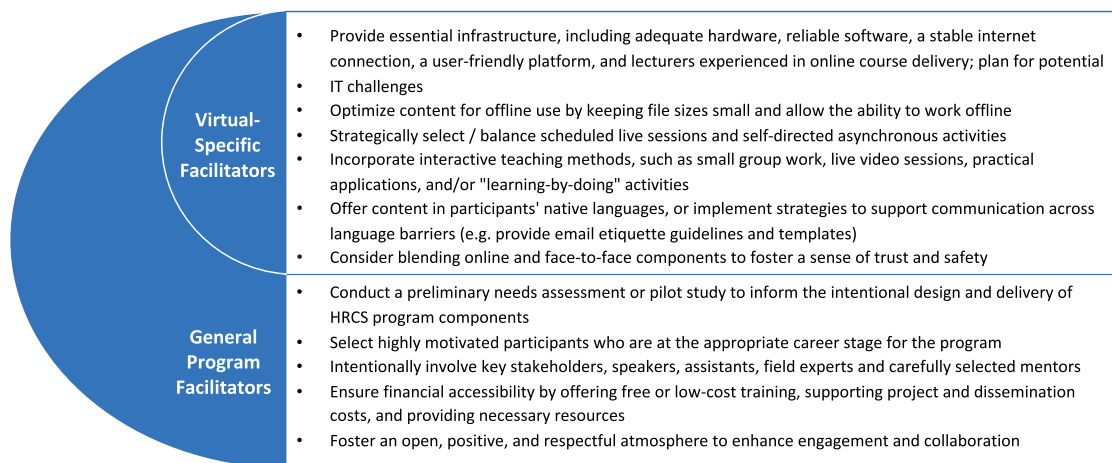 Virtual-
Specific
Facilitators
• Provide essential infrastructure, including adequate hardware, reliable software, a stable internet
connection, a user-friendly platform, and lecturers experienced in online course delivery; plan for potential
• IT challenges
• Optimize content for offline use by keeping file sizes small and allow the ability to work offline
• Strategically select / balance scheduled live sessions and self-directed asynchronous activities
• Incorporate interactive teaching methods, such as small group work, live video sessions, practical
applications, and/or "learning-by-doing" activities
• Offer content in participants' native languages, or implement strategies to support communication across
language barriers (e.g. provide email etiquette guidelines and templates)
• Consider blending online and face-to-face components to foster a sense of trust and safety
General
Program
Facilitators
• Conduct a preliminary needs assessment or pilot study to inform the intentional design and delivery of
HRCS program components
• Select highly motivated participants who are at the appropriate career stage for the program
• Intentionally involve key stakeholders, speakers, assistants, field experts and carefully selected mentors
• Ensure financial accessibility by offering free or low-cost training, supporting project and dissemination
costs, and providing necessary resources
• Foster an open, positive, and respectful atmosphere to enhance engagement and collaboration